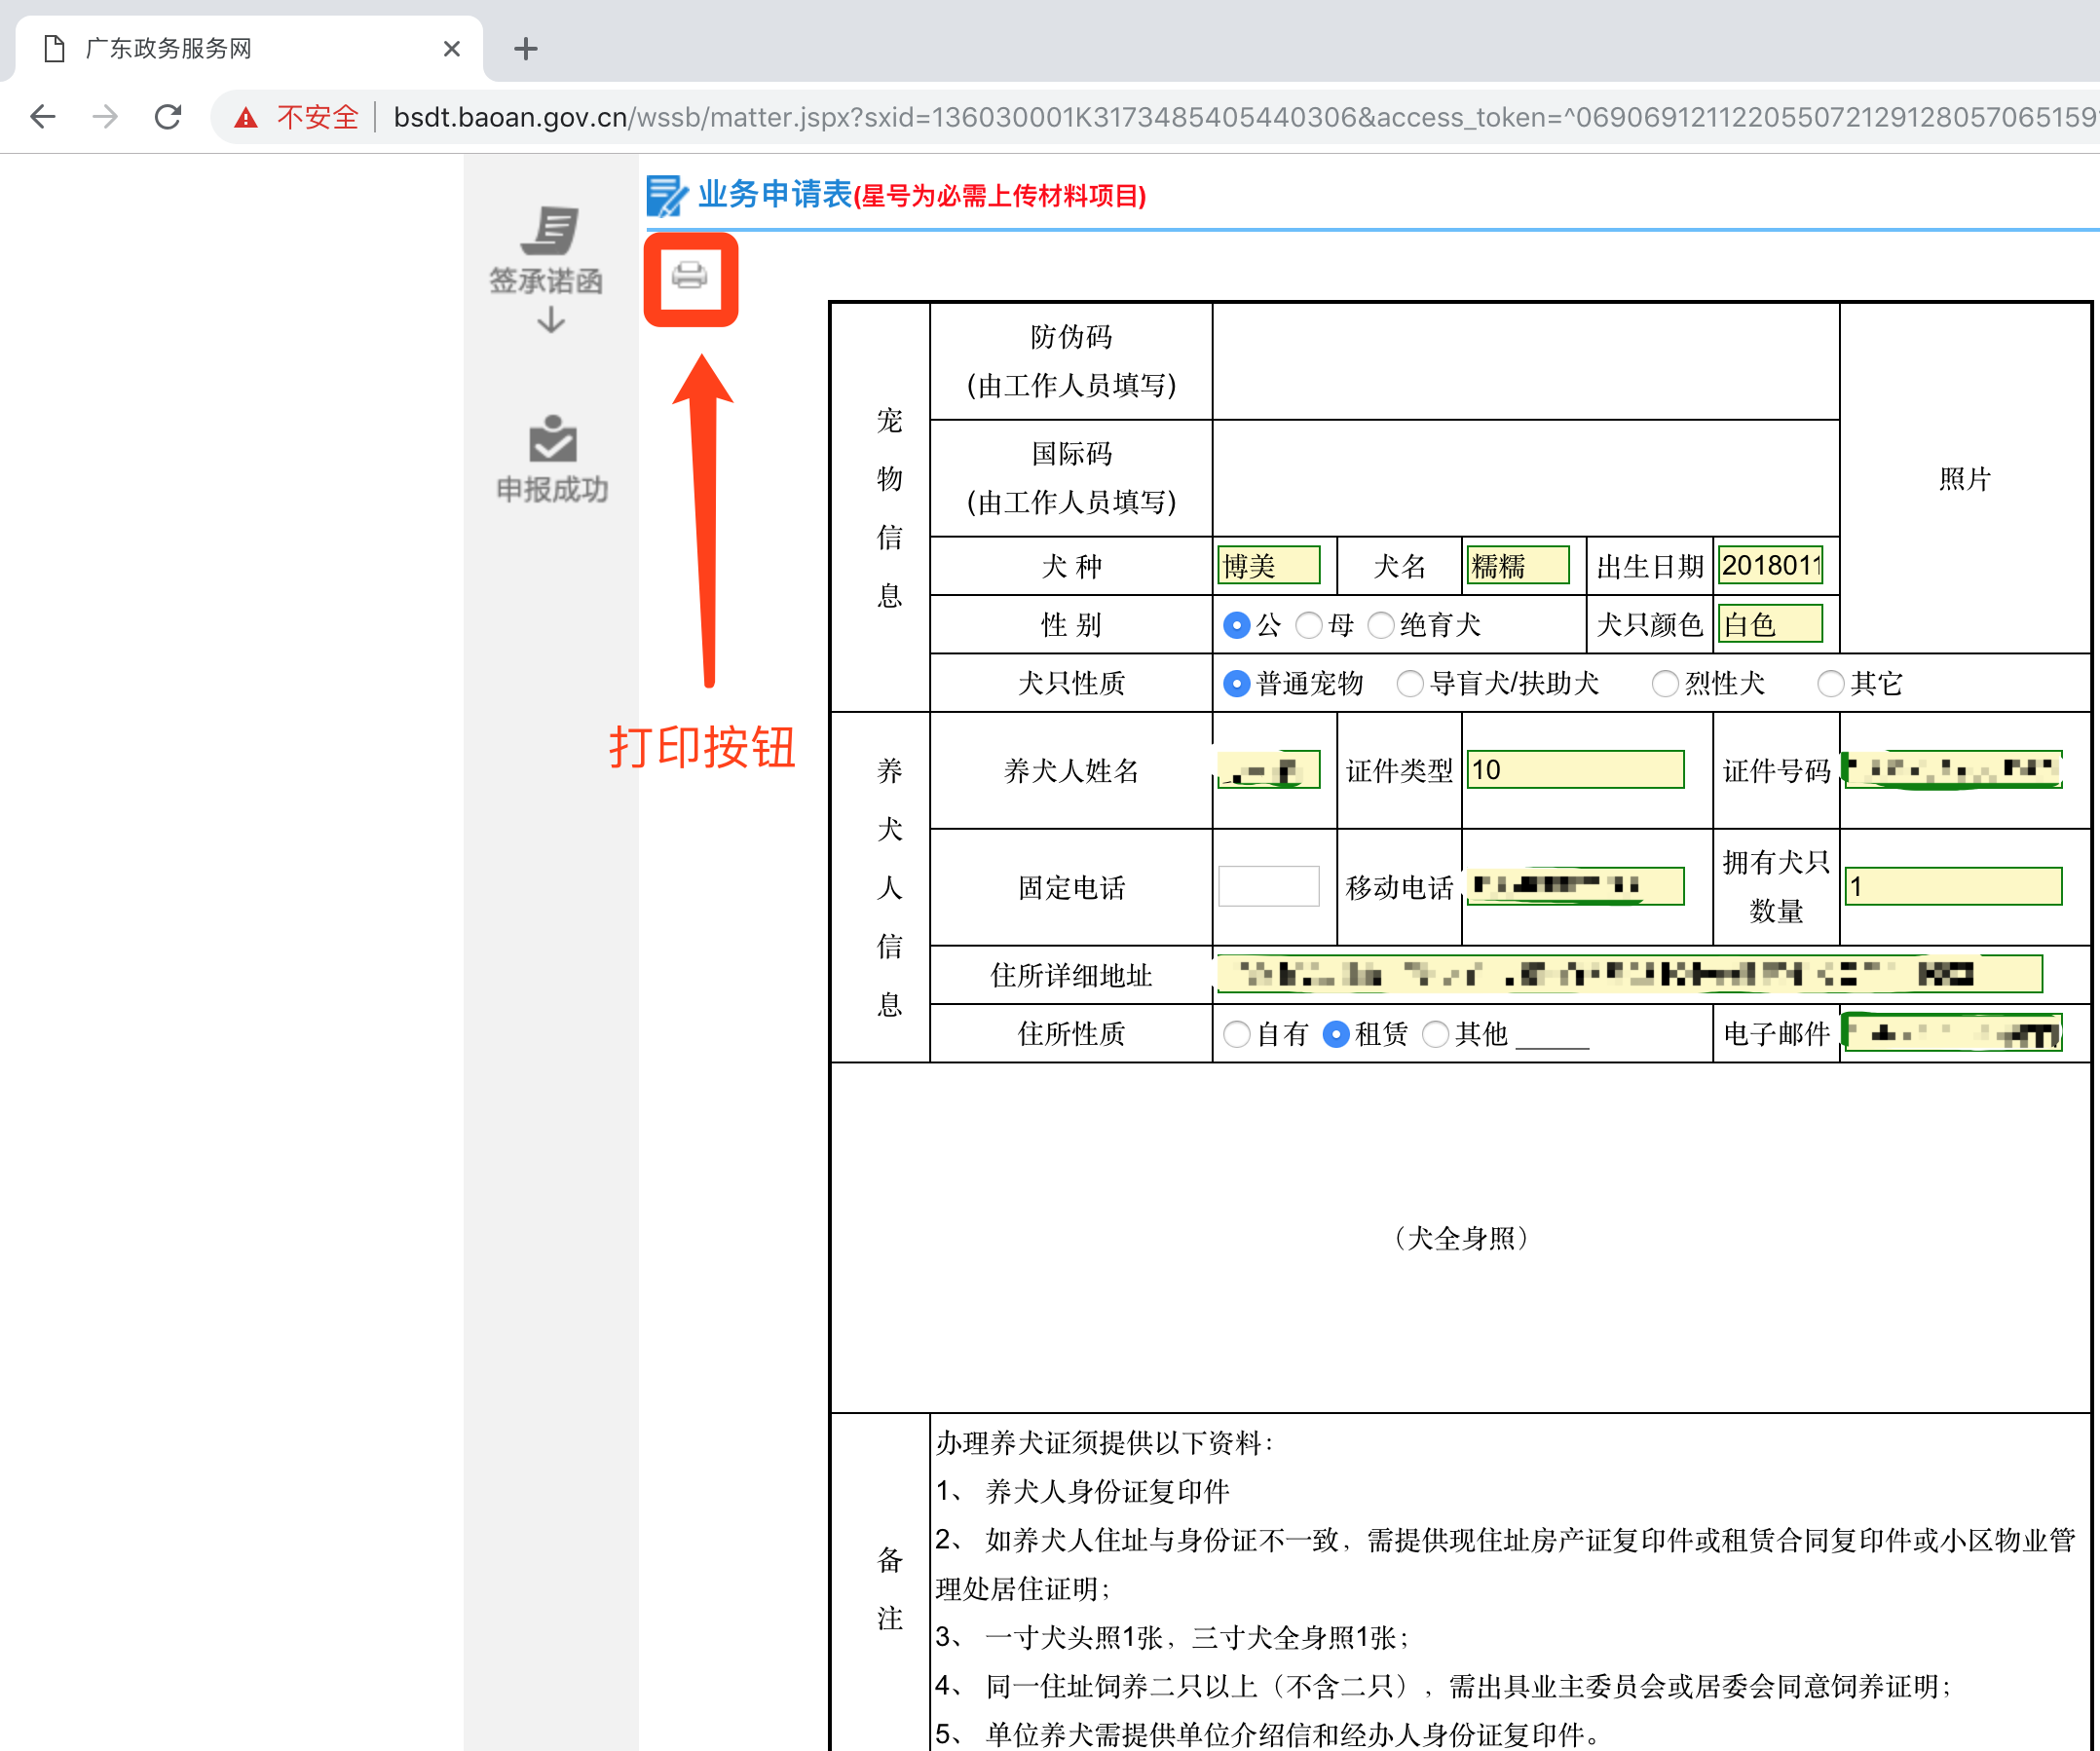 广东政务服务网
不安全 bsdt.baoan.gov.cn/wssb/matter.jspx?sxid=136030001K3173485405440306&access_token=^0690691211220550721291280570651591
签承诺函
申报成功
业务申请表(星号为必需上传材料项目)
打印按钮
宠物信息
防伪码
(由工作人员填写)
国际码
(由工作人员填写)
照片
犬 种 博美 犬名 糯糯 出生日期 2018011
性 别 公 母 绝育犬 犬只颜色 白色
犬只性质 普通宠物 导盲犬/扶助犬 烈性犬 其它
养犬人信息
养犬人姓名 证件类型 10 证件号码
固定电话 移动电话 拥有犬只数量 1
住所详细地址
住所性质 自有 租赁 其他 电子邮件
（犬全身照）
备注
办理养犬证须提供以下资料：
1、 养犬人身份证复印件
2、 如养犬人住址与身份证不一致，需提供现住址房产证复印件或租赁合同复印件或小区物业管
理处居住证明；
3、 一寸犬头照1张，三寸犬全身照1张；
4、 同一住址饲养二只以上（不含二只），需出具业主委员会或居委会同意饲养证明；
5、 单位养犬需提供单位介绍信和经办人身份证复印件。